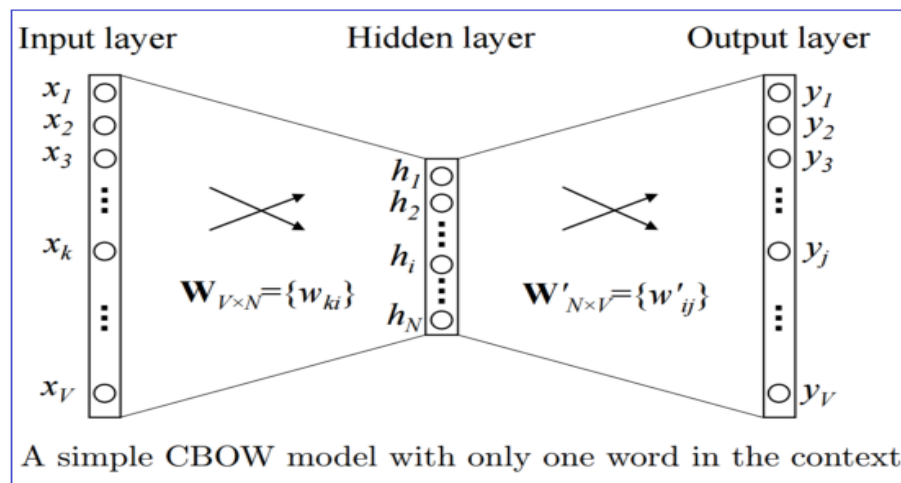 Input layer Hidden layer Output layer
x1 y1
x2 y2
x3 h1 y3
h2
xk hi yj
W V×N={wki} W' N×V={w'ij}
hN
xV yV
A simple CBOW model with only one word in the context